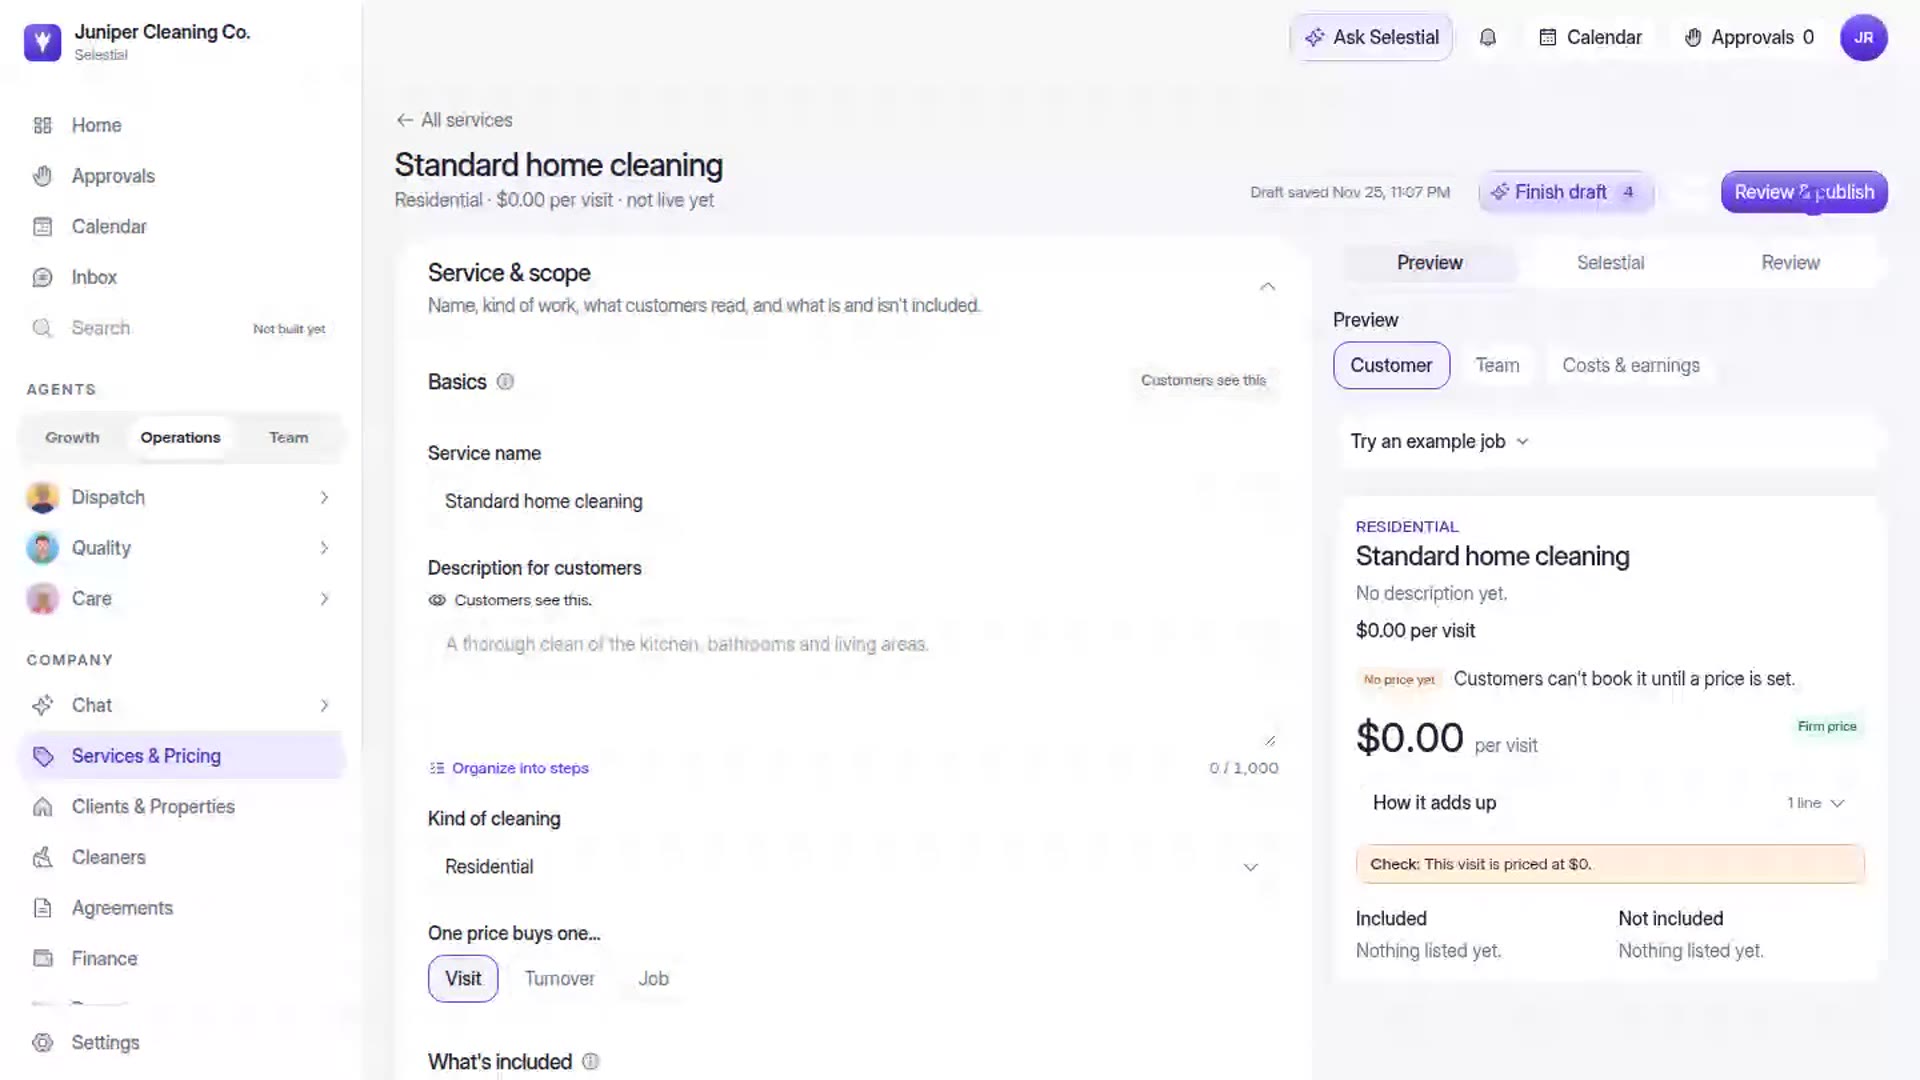 Juniper Cleaning Co.
Selestial
Ask Selestial
Calendar
Approvals 0
JR
Home
Approvals
Calendar
Inbox
Search
Not built yet
AGENTS
Growth
Operations
Team
Dispatch
Quality
Care
COMPANY
Chat
Services & Pricing
Clients & Properties
Cleaners
Agreements
Finance
Settings
All services
Standard home cleaning
Residential · $0.00 per visit · not live yet
Draft saved Nov 25, 11:07 PM
Finish draft 4
Review & publish
Service & scope
Name, kind of work, what customers read, and what is and isn't included.
Basics
Customers see this
Service name
Standard home cleaning
Description for customers
Customers see this.
A thorough clean of the kitchen, bathrooms and living areas.
Organize into steps
0 / 1,000
Kind of cleaning
Residential
One price buys one...
Visit
Turnover
Job
What's included
Preview
Selestial
Review
Preview
Customer
Team
Costs & earnings
Try an example job
RESIDENTIAL
Standard home cleaning
No description yet.
$0.00 per visit
No price yet
Customers can't book it until a price is set.
$0.00 per visit
Firm price
How it adds up
1 line
Check: This visit is priced at $0.
Included
Not included
Nothing listed yet.
Nothing listed yet.